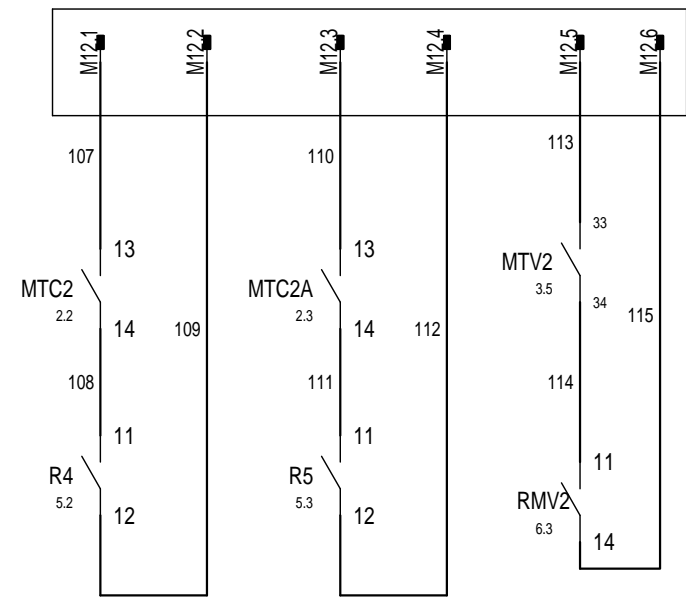 M12.1 M12.2 M12.3 M12.4 M12.5 M12.6
107 110 113
33
13 13
MTC2 MTC2A MTV2
2.2 2.3 3.5
34
14 109 14 112 115
108 111 114
11 11
11
R4 R5
5.2 5.3 RMV2
12 12
6.3
14